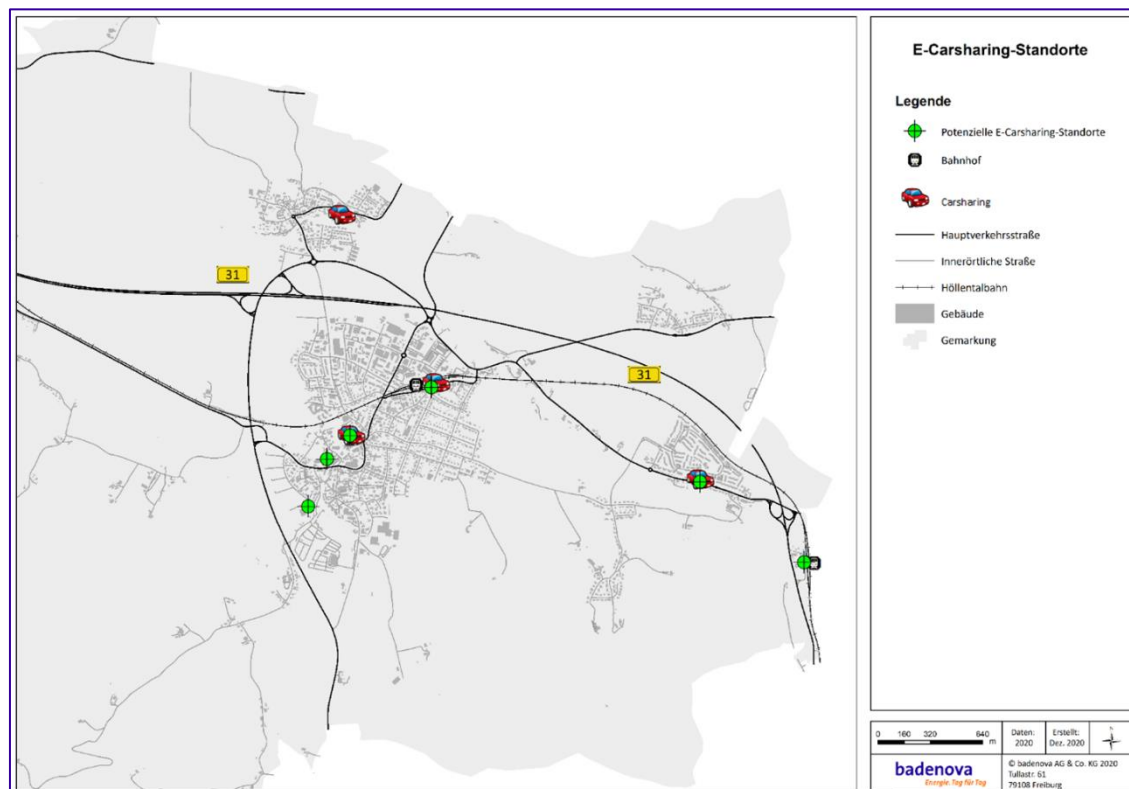 E-Carsharing-Standorte
Legende
Potenzielle E-Carsharing-Standorte
Bahnhof
Carsharing
Hauptverkehrsstraße
Innerörtliche Straße
Höllentalbahn
Gebäude
Gemarkung
31
31
0 160 320 640
m
Daten:
2020
Erstellt:
Dez. 2020
badenova
Energie. Tag für Tag
© badenova AG & Co. KG 2020
Tullastr. 61
79108 Freiburg